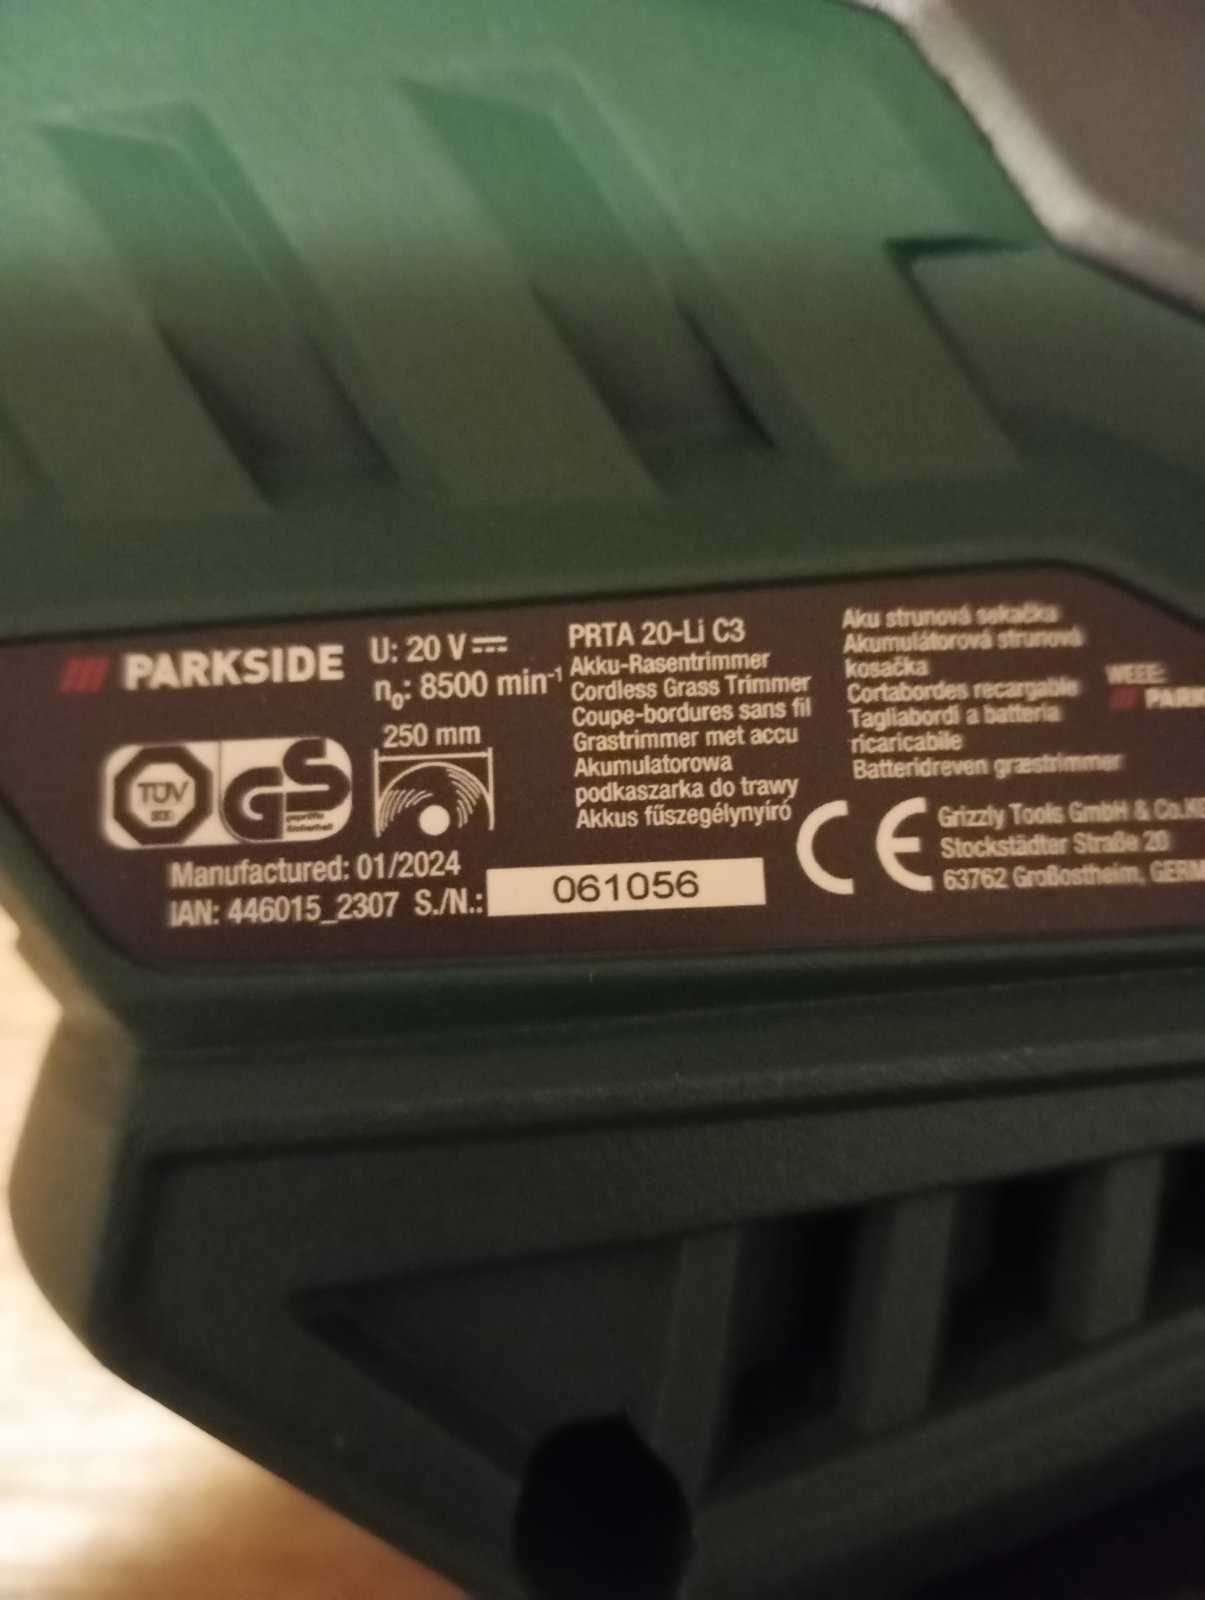 PARKSIDE
U: 20 V
n0: 8500 min-1
250 mm
TÜV
GS
geprüfte
Sicherheit
Manufactured: 01/2024
IAN: 446015_2307 S./N.: 061056
PRTA 20-Li C3
Akku-Rasentrimmer
Cordless Grass Trimmer
Coupe-bordures sans fil
Grastrimmer met accu
Akumulatorowa
podkaszarka do trawy
Akkus fűszegélynyíró
Aku strunová sekačka
Akumulátorová strunová
kosačka
Cortabordes recargable
Tagliabordi a batteria
ricaricabile
Batteridreven græstrimmer
CE
Grizzly Tools GmbH & Co.KG
Stockstädter Straße 20
63762 Großostheim, GERM
WEEE:
PARK